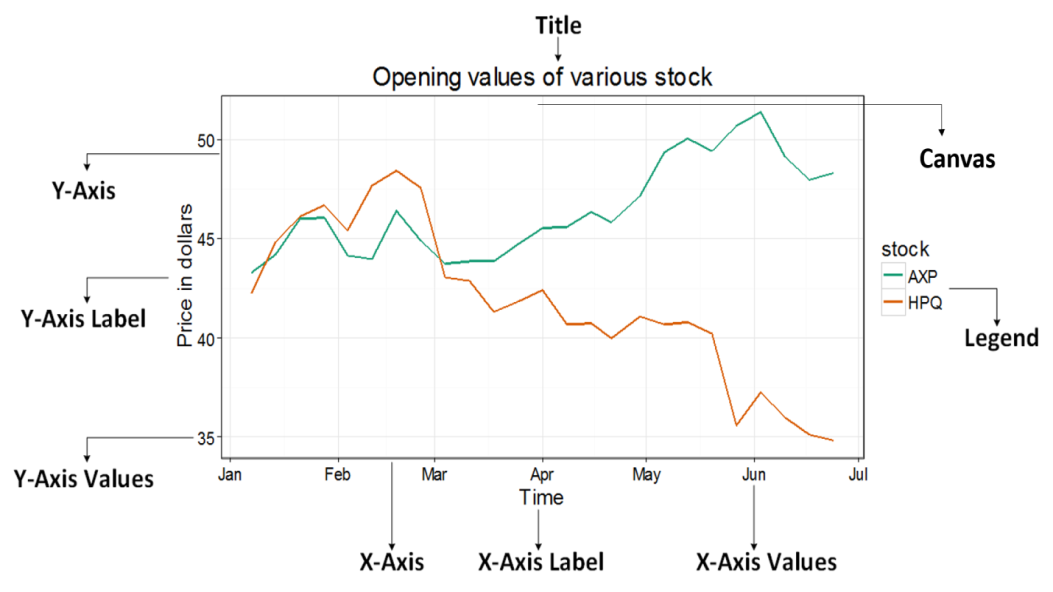 Title
Opening values of various stock
50
Canvas
Y-Axis
45
Price in dollars
stock
AXP
HPQ
Y-Axis Label
40
Legend
35
Y-Axis Values
Jan Feb Mar Apr May Jun Jul
Time
X-Axis X-Axis Label X-Axis Values